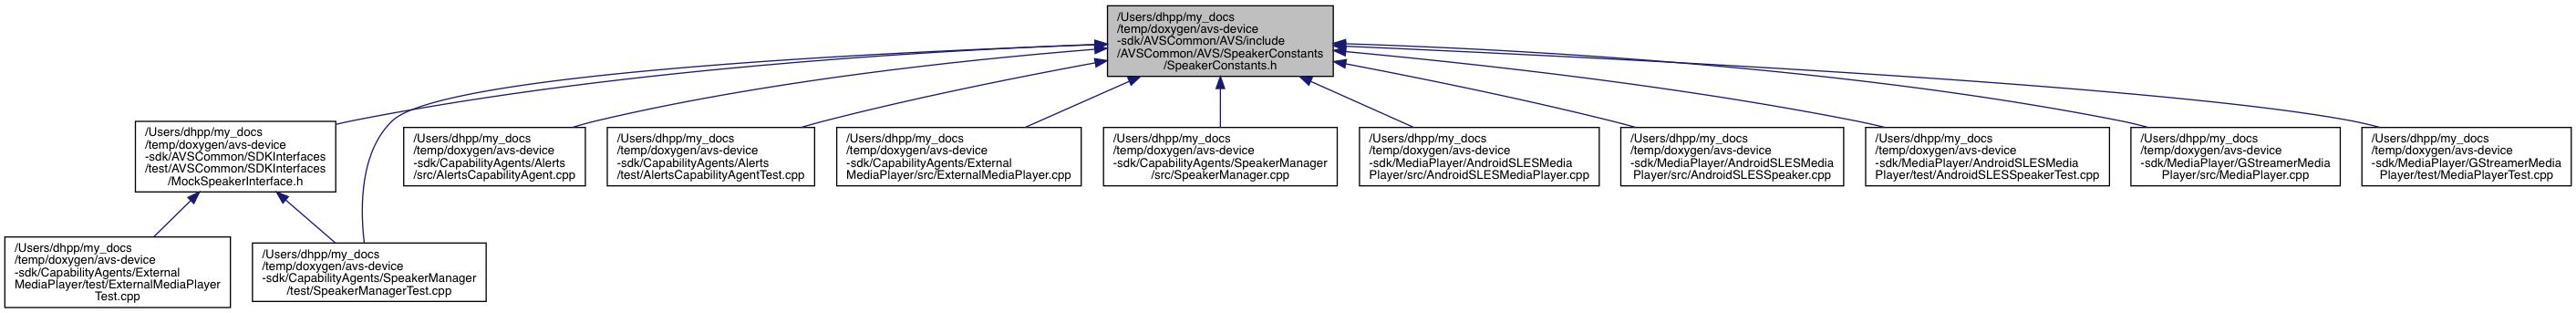 /Users/dhpp/my_docs
/temp/doxygen/avs-device
-sdk/AVSCommon/AVS/include
/AVSCommon/AVS/SpeakerConstants
/SpeakerConstants.h
/Users/dhpp/my_docs
/temp/doxygen/avs-device
-sdk/AVSCommon/SDKInterfaces
/test/AVSCommon/SDKInterfaces
/MockSpeakerInterface.h
/Users/dhpp/my_docs
/temp/doxygen/avs-device
-sdk/CapabilityAgents/Alerts
/src/AlertsCapabilityAgent.cpp
/Users/dhpp/my_docs
/temp/doxygen/avs-device
-sdk/CapabilityAgents/Alerts
/test/AlertsCapabilityAgentTest.cpp
/Users/dhpp/my_docs
/temp/doxygen/avs-device
-sdk/CapabilityAgents/External
MediaPlayer/src/ExternalMediaPlayer.cpp
/Users/dhpp/my_docs
/temp/doxygen/avs-device
-sdk/CapabilityAgents/SpeakerManager
/src/SpeakerManager.cpp
/Users/dhpp/my_docs
/temp/doxygen/avs-device
-sdk/MediaPlayer/AndroidSLESMedia
Player/src/AndroidSLESMediaPlayer.cpp
/Users/dhpp/my_docs
/temp/doxygen/avs-device
-sdk/MediaPlayer/AndroidSLESMedia
Player/src/AndroidSLESSpeaker.cpp
/Users/dhpp/my_docs
/temp/doxygen/avs-device
-sdk/MediaPlayer/AndroidSLESMedia
Player/test/AndroidSLESSpeakerTest.cpp
/Users/dhpp/my_docs
/temp/doxygen/avs-device
-sdk/MediaPlayer/GStreamerMedia
Player/src/MediaPlayer.cpp
/Users/dhpp/my_docs
/temp/doxygen/avs-device
-sdk/MediaPlayer/GStreamerMedia
Player/test/MediaPlayerTest.cpp
/Users/dhpp/my_docs
/temp/doxygen/avs-device
-sdk/CapabilityAgents/External
MediaPlayer/test/ExternalMediaPlayer
Test.cpp
/Users/dhpp/my_docs
/temp/doxygen/avs-device
-sdk/CapabilityAgents/SpeakerManager
/test/SpeakerManagerTest.cpp